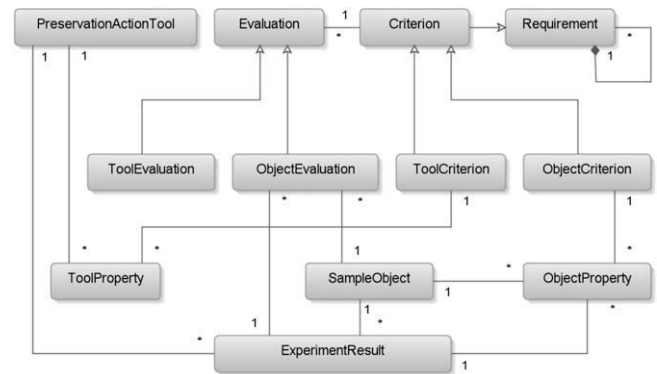 PreservationActionTool
Evaluation
1
*
Criterion
Requirement
*
1
1
1
ToolEvaluation
ObjectEvaluation
ToolCriterion
ObjectCriterion
*
*
1
1
*
*
1
*
ToolProperty
SampleObject
*
1
ObjectProperty
1
*
*
1
*
ExperimentResult
1